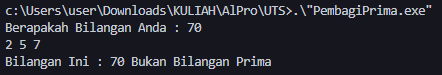 c:\Users\user\Downloads\KULIAH\AlPro\UTS>.\"PembagiPrima.exe"
Berapakah Bilangan Anda : 70
2 5 7
Bilangan Ini : 70 Bukan Bilangan Prima